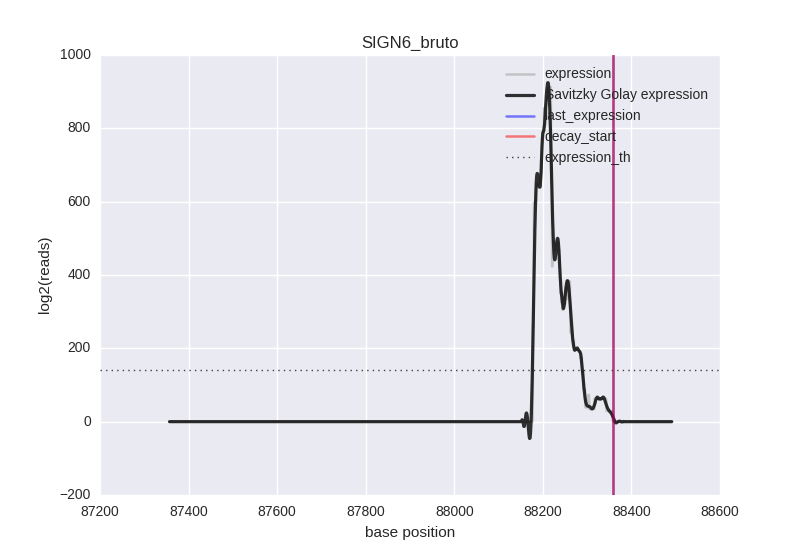 SIGN6_bruto
1000
800
600
400
200
0
−200
log2(reads)
expression
Savitzky Golay expression
last_expression
decay_start
expression_th
87200 87400 87600 87800 88000 88200 88400 88600
base position